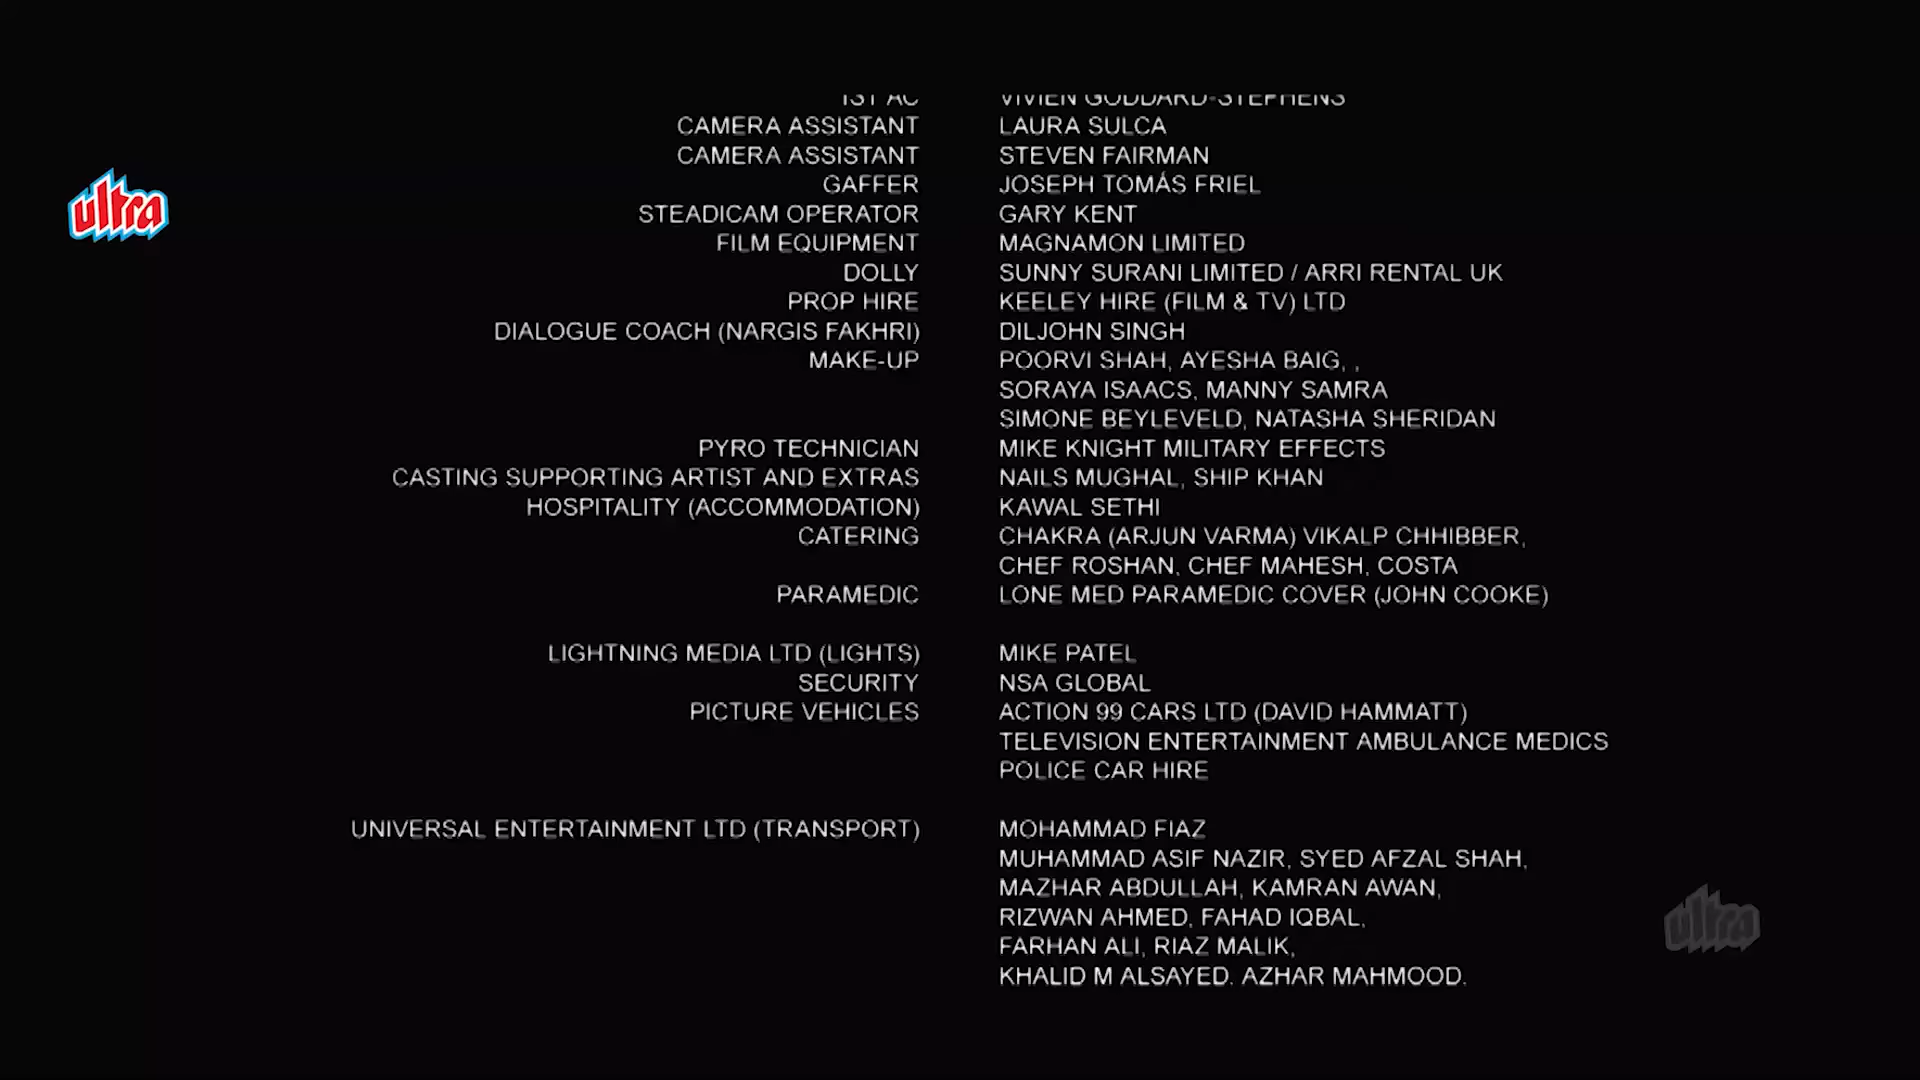 1ST AC VIVIEN GODDARD-STEPHENS
CAMERA ASSISTANT LAURA SULCA
CAMERA ASSISTANT STEVEN FAIRMAN
ultra
GAFFER JOSEPH TOMÁS FRIEL
STEADICAM OPERATOR GARY KENT
FILM EQUIPMENT MAGNAMON LIMITED
DOLLY SUNNY SURANI LIMITED / ARRI RENTAL UK
PROP HIRE KEELEY HIRE (FILM & TV) LTD
DIALOGUE COACH (NARGIS FAKHRI) DILJOHN SINGH
MAKE-UP POORVI SHAH, AYESHA BAIG, ,
SORAYA ISAACS, MANNY SAMRA
SIMONE BEYLEVELD, NATASHA SHERIDAN
PYRO TECHNICIAN MIKE KNIGHT MILITARY EFFECTS
CASTING SUPPORTING ARTIST AND EXTRAS NAILS MUGHAL, SHIP KHAN
HOSPITALITY (ACCOMMODATION) KAWAL SETHI
CATERING CHAKRA (ARJUN VARMA) VIKALP CHHIBBER,
CHEF ROSHAN, CHEF MAHESH, COSTA
PARAMEDIC LONE MED PARAMEDIC COVER (JOHN COOKE)
LIGHTNING MEDIA LTD (LIGHTS) MIKE PATEL
SECURITY NSA GLOBAL
PICTURE VEHICLES ACTION 99 CARS LTD (DAVID HAMMATT)
TELEVISION ENTERTAINMENT AMBULANCE MEDICS
POLICE CAR HIRE
UNIVERSAL ENTERTAINMENT LTD (TRANSPORT) MOHAMMAD FIAZ
MUHAMMAD ASIF NAZIR, SYED AFZAL SHAH,
MAZHAR ABDULLAH, KAMRAN AWAN,
RIZWAN AHMED, FAHAD IQBAL,
FARHAN ALI, RIAZ MALIK,
KHALID M ALSAYED. AZHAR MAHMOOD.
ultra